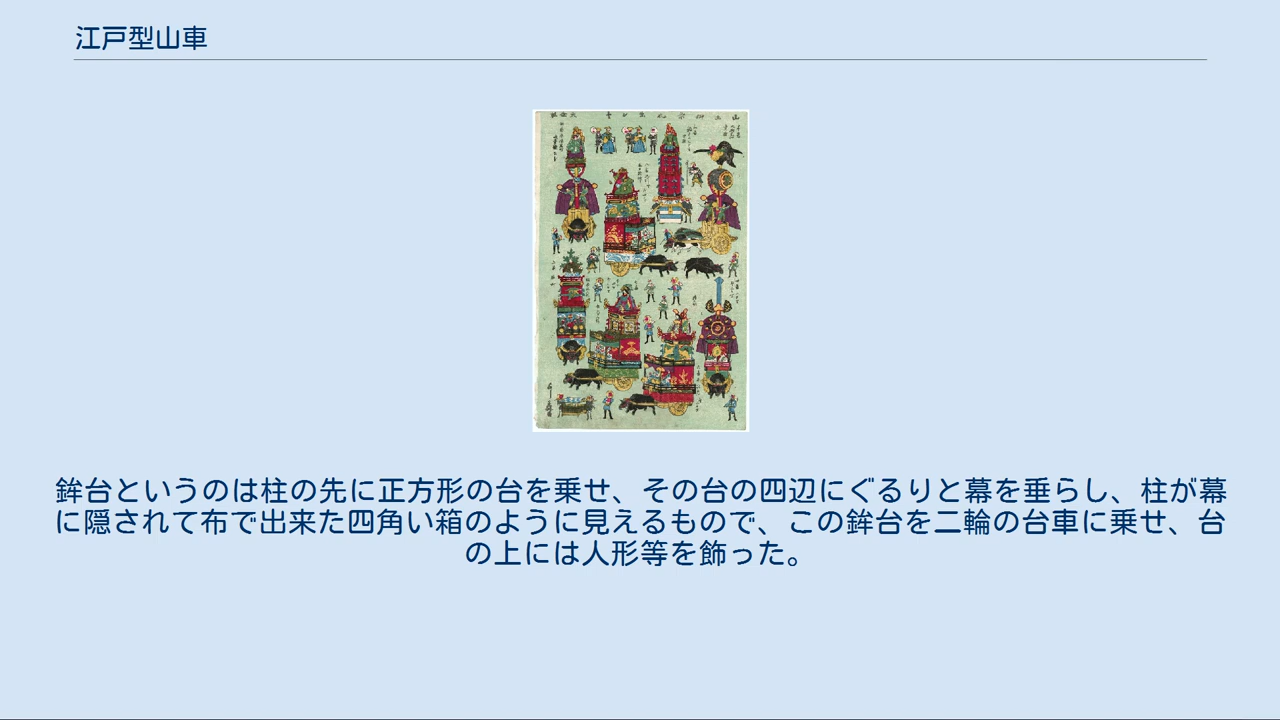 江戸型山車
鉾台というのは柱の先に正方形の台を乗せ、その台の四辺にぐるりと幕を垂らし、柱が幕
に隠されて布で出来た四角い箱のように見えるもので、この鉾台を二輪の台車に乗せ、台
の上には人形等を飾った。